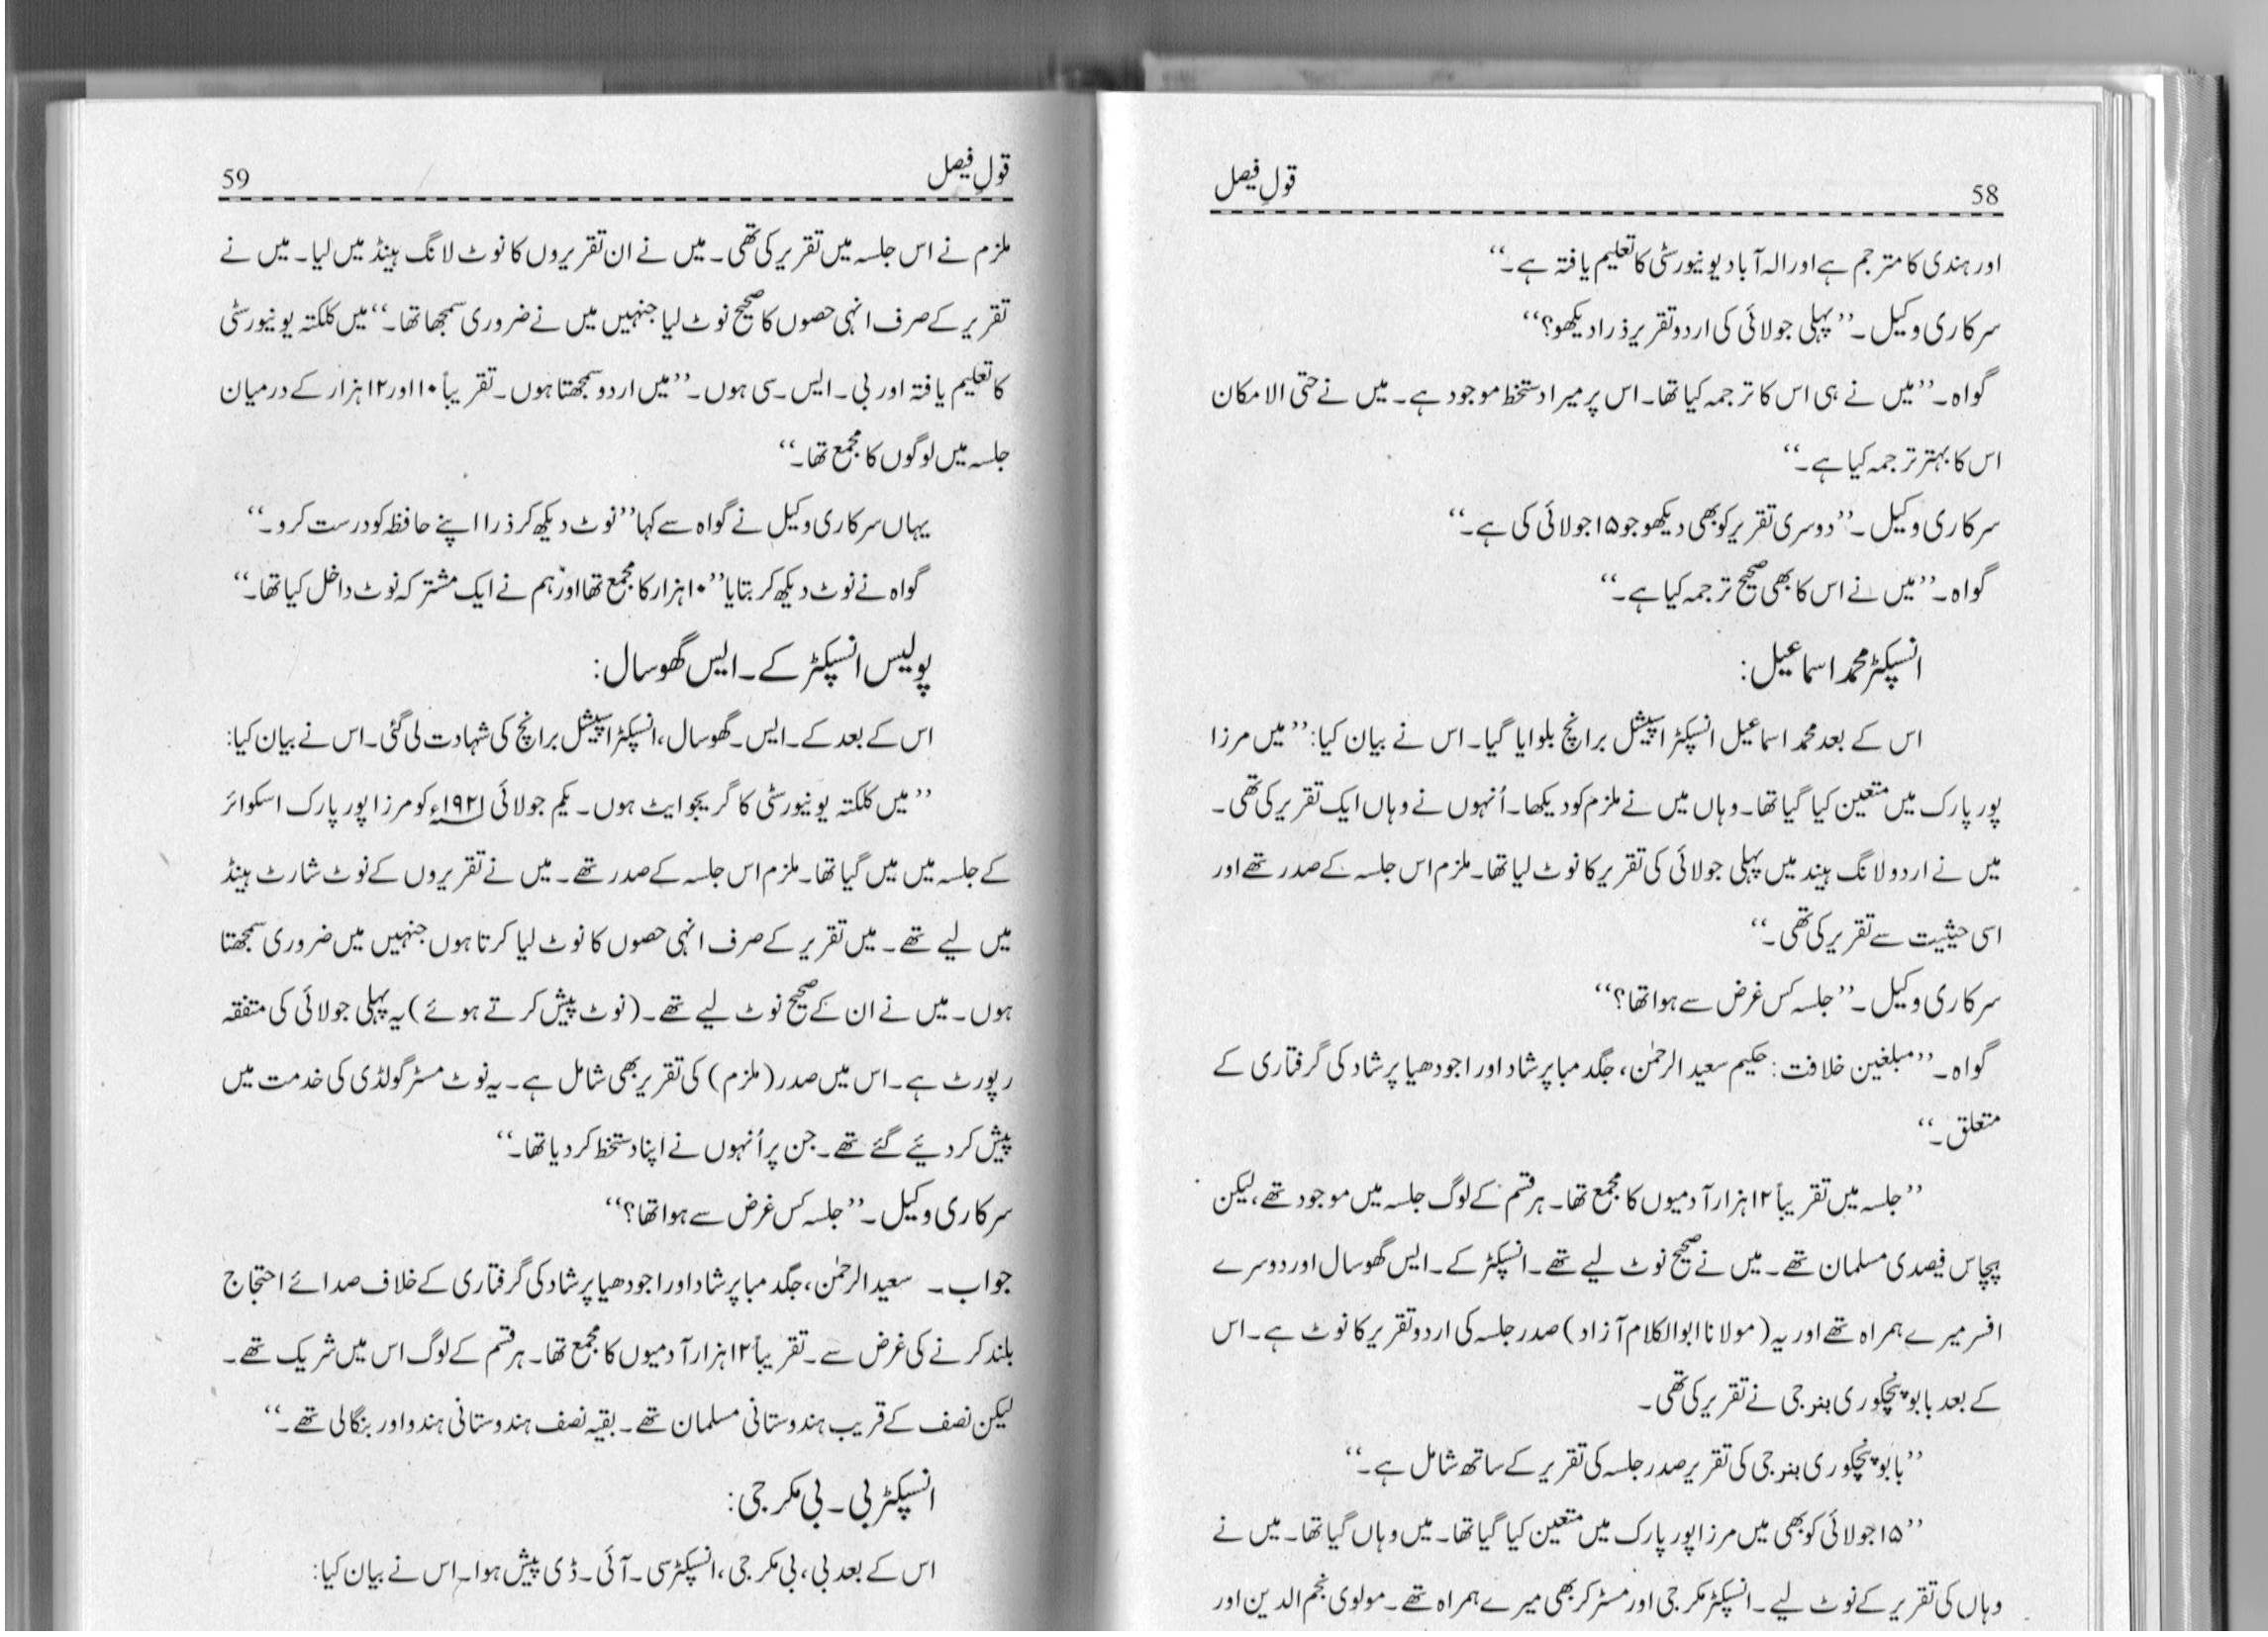 58
قولِ فیصل
اور ہندی کا مترجم ہے اور الہ آباد یونیورسٹی کا تعلیم یافتہ ہے۔‘‘
سرکاری وکیل۔ ’’پہلی جولائی کی اردو تقریر ذرا دیکھو؟‘‘
گواہ۔ ’’میں نے ہی اس کا ترجمہ کیا تھا۔ اس پر میرا دستخط موجود ہے۔ میں نے حتی الامکان
اس کا بہتر ترجمہ کیا ہے۔‘‘
سرکاری وکیل۔ ’’دوسری تقریر کو بھی دیکھو جو ۱۵ جولائی کی ہے۔‘‘
گواہ۔ ’’میں نے اس کا بھی صحیح ترجمہ کیا ہے۔‘‘
انسپکٹر محمد اسماعیل:
اس کے بعد محمد اسماعیل انسپکٹر اسپیشل برانچ بلوایا گیا۔ اس نے بیان کیا: ’’میں مرزا
پور پارک میں متعین کیا گیا تھا۔ وہاں میں نے ملزم کو دیکھا۔ اُنہوں نے وہاں ایک تقریر کی تھی۔
میں نے اردو لانگ ہیند میں پہلی جولائی کی تقریر کا نوٹ لیا تھا۔ ملزم اس جلسہ کے صدر تھے اور
اسی حیثیت سے تقریر کی تھی۔‘‘
سرکاری وکیل۔ ’’جلسہ کس غرض سے ہوا تھا؟‘‘
گواہ۔ ’’مبلغین خلافت: حکیم سعید الرحمٰن، جگدمبا پرشاد اور اجودھیا پرشاد کی گرفتاری کے
متعلق۔‘‘
’’جلسہ میں تقریباً ۱۲ ہزار آدمیوں کا مجمع تھا۔ ہر قسم کے لوگ جلسہ میں موجود تھے، لیکن
پچاس فیصدی مسلمان تھے۔ میں نے صحیح نوٹ لیے تھے۔ انسپکٹر کے۔ ایس گھوسال اور دوسرے
افسر میرے ہمراہ تھے اور یہ (مولانا ابوالکلام آزاد) صدر جلسہ کی اردو تقریر کا نوٹ ہے۔ اس
کے بعد بابو پنچکوری بنرجی نے تقریر کی تھی۔
’’بابو پنچکوری بنرجی کی تقریر صدر جلسہ کی تقریر کے ساتھ شامل ہے۔‘‘
’’۱۵ جولائی کو بھی میں مرزا پور پارک میں متعین کیا گیا تھا۔ میں وہاں گیا تھا۔ میں نے
وہاں کی تقریر کے نوٹ لیے۔ انسپکٹر مکرجی اور مسٹر کر بھی میرے ہمراہ تھے۔ مولوی نجم الدین اور
قولِ فیصل
59
ملزم نے اس جلسہ میں تقریر کی تھی۔ میں نے ان تقریروں کا نوٹ لانگ ہینڈ میں لیا۔ میں نے
تقریر کے صرف انہی حصوں کا صحیح نوٹ لیا جنہیں میں نے ضروری سمجھا تھا۔‘‘ میں کلکتہ یونیورسٹی
کا تعلیم یافتہ اور بی۔ ایس۔ سی ہوں۔ ’’میں اردو سمجھتا ہوں۔ تقریباً ۱۰ اور ۱۲ ہزار کے درمیان
جلسہ میں لوگوں کا مجمع تھا۔‘‘
یہاں سرکاری وکیل نے گواہ سے کہا ’’نوٹ دیکھ کر ذرا اپنے حافظہ کو درست کرو۔‘‘
گواہ نے نوٹ دیکھ کر بتایا ’’۱۰ ہزار کا مجمع تھا اور ہم نے ایک مشترکہ نوٹ داخل کیا تھا۔‘‘
پولیس انسپکٹر کے۔ ایس گھوسال:
اس کے بعد کے۔ ایس۔ گھوسال، انسپکٹر اسپیشل برانچ کی شہادت لی گئی۔ اس نے بیان کیا:
’’میں کلکتہ یونیورسٹی کا گریجوایٹ ہوں۔ یکم جولائی ۱۹۲۱ء کو مرزا پور پارک اسکوائر
کے جلسہ میں میں گیا تھا۔ ملزم اس جلسہ کے صدر تھے۔ میں نے تقریروں کے نوٹ شارٹ ہینڈ
میں لیے تھے۔ میں تقریر کے صرف انہی حصوں کا نوٹ لیا کرتا ہوں جنہیں میں ضروری سمجھتا
ہوں۔ میں نے ان کے صحیح نوٹ لیے تھے۔ (نوٹ پیش کرتے ہوئے) یہ پہلی جولائی کی متفقہ
رپورٹ ہے۔ اس میں صدر (ملزم) کی تقریر بھی شامل ہے۔ یہ نوٹ مسٹر گولڈی کی خدمت میں
پیش کر دئیے گئے تھے۔ جن پر اُنہوں نے اپنا دستخط کر دیا تھا۔‘‘
سرکاری وکیل۔ ’’جلسہ کس غرض سے ہوا تھا؟‘‘
جواب۔ سعید الرحمٰن، جگدمبا پرشاد اور اجودھیا پرشاد کی گرفتاری کے خلاف صدائے احتجاج
بلند کرنے کی غرض سے۔ تقریباً ۱۲ ہزار آدمیوں کا مجمع تھا۔ ہر قسم کے لوگ اس میں شریک تھے۔
لیکن نصف کے قریب ہندوستانی مسلمان تھے۔ بقیہ نصف ہندوستانی ہندو اور بنگالی تھے۔‘‘
انسپکٹر بی۔ بی مکرجی:
اس کے بعد بی، بی مکرجی، انسپکٹر سی۔ آئی۔ ڈی پیش ہوا۔ اس نے بیان کیا: